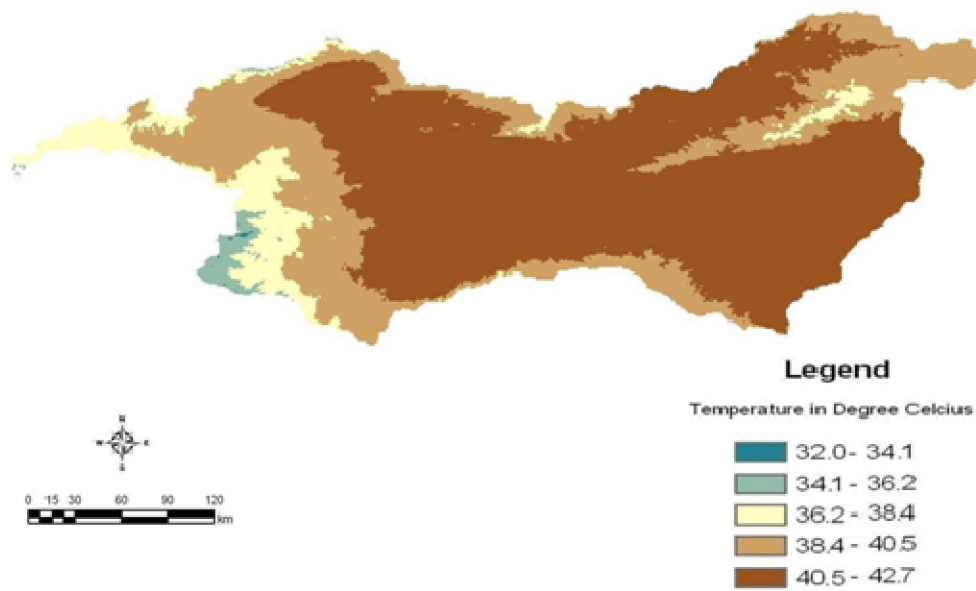 Legend
Temperature in Degree Celcius
32.0 - 34.1
34.1 - 36.2
36.2 - 38.4
38.4 - 40.5
40.5 - 42.7
N
W E
S
0 15 30 60 90 120
km